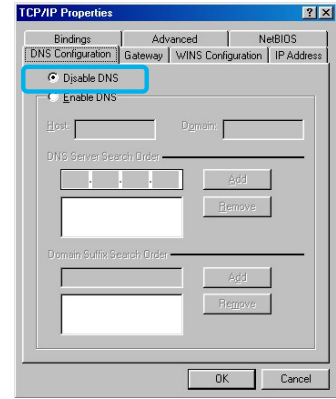 TCP/IP Properties ? X
Bindings Advanced NetBIOS
DNS Configuration Gateway WINS Configuration IP Address
Disable DNS
Enable DNS
Host: Domain:
DNS Server Search Order
Add
Remove
Domain Suffix Search Order
Add
Remove
OK Cancel